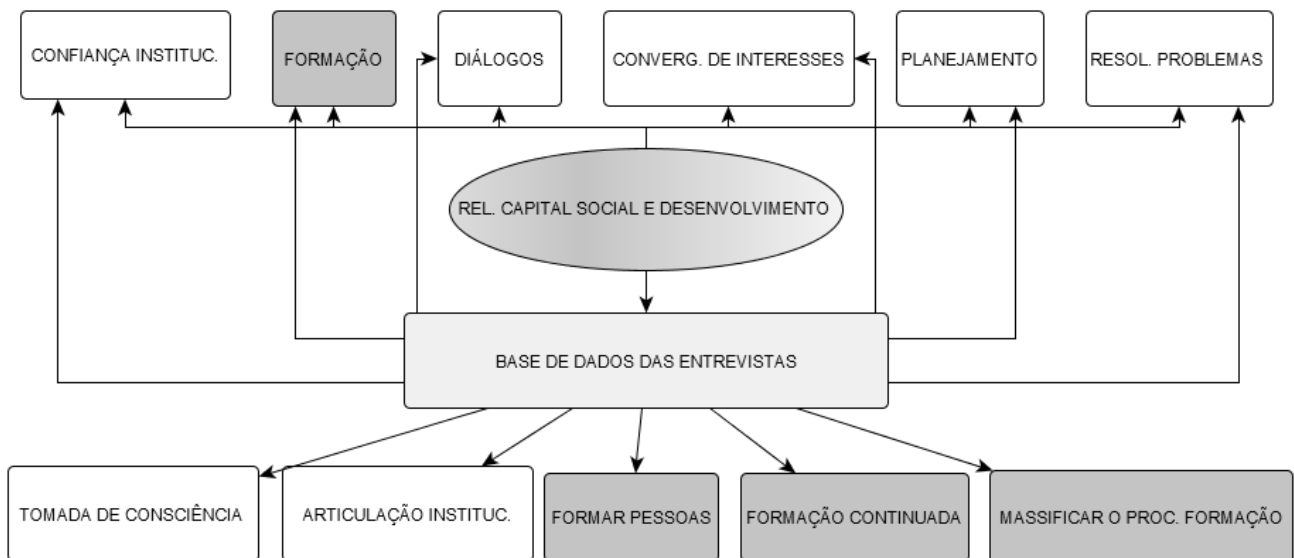 CONFIANÇA INSTITUC.
FORMAÇÃO
DIÁLOGOS
CONVERG. DE INTERESSES
PLANEJAMENTO
RESOL. PROBLEMAS
REL. CAPITAL SOCIAL E DESENVOLVIMENTO
BASE DE DADOS DAS ENTREVISTAS
TOMADA DE CONSCIÊNCIA
ARTICULAÇÃO INSTITUC.
FORMAR PESSOAS
FORMAÇÃO CONTINUADA
MASSIFICAR O PROC. FORMAÇÃO